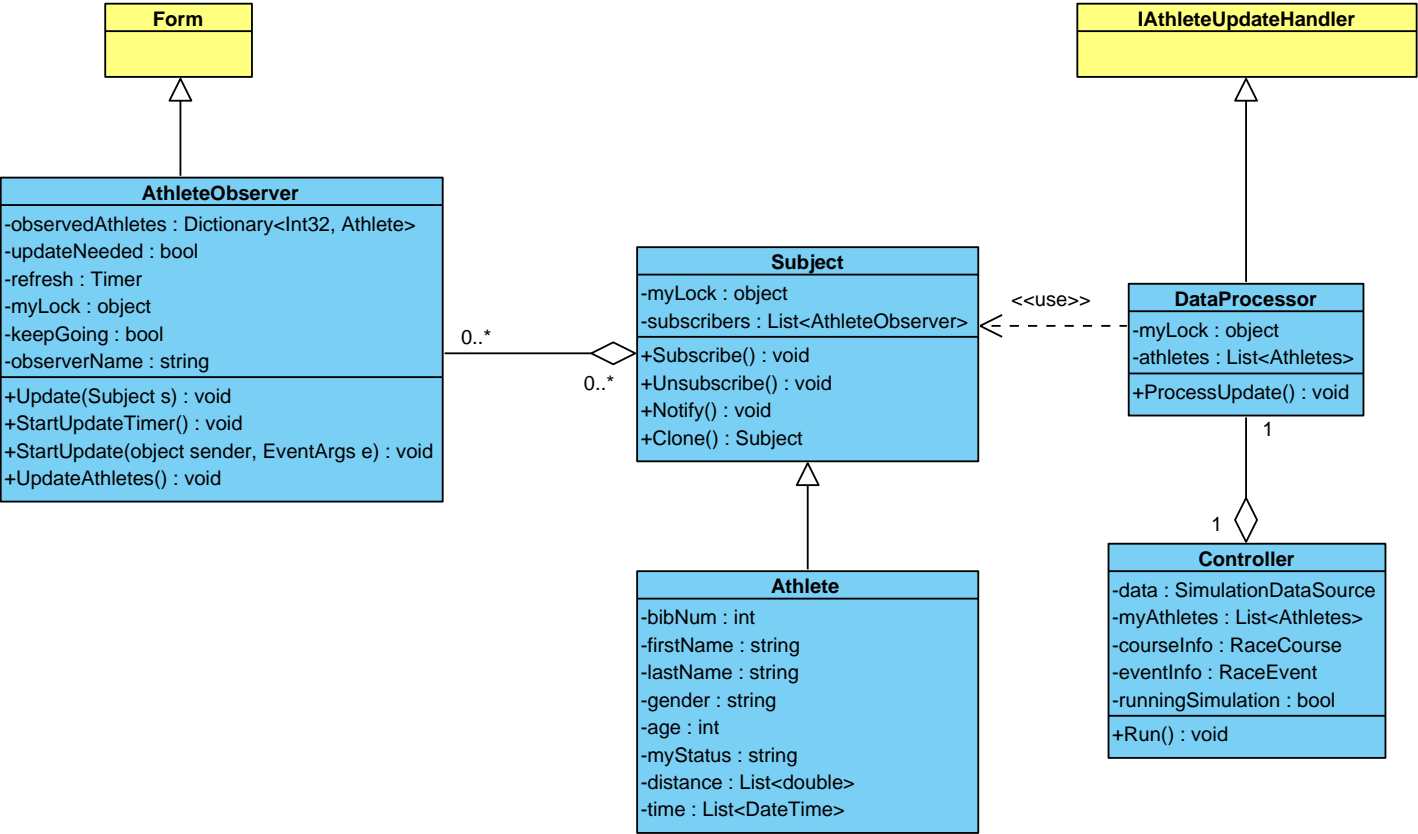 Form
IAthleteUpdateHandler
AthleteObserver
-observedAthletes : Dictionary<Int32, Athlete>
-updateNeeded : bool
-refresh : Timer
-myLock : object
-keepGoing : bool
-observerName : string
+Update(Subject s) : void
+StartUpdateTimer() : void
+StartUpdate(object sender, EventArgs e) : void
+UpdateAthletes() : void
0..*
0..*
Subject
-myLock : object
-subscribers : List<AthleteObserver>
+Subscribe() : void
+Unsubscribe() : void
+Notify() : void
+Clone() : Subject
<<use>>
DataProcessor
-myLock : object
-athletes : List<Athletes>
+ProcessUpdate() : void
1
1
Athlete
-bibNum : int
-firstName : string
-lastName : string
-gender : string
-age : int
-myStatus : string
-distance : List<double>
-time : List<DateTime>
Controller
-data : SimulationDataSource
-myAthletes : List<Athletes>
-courseInfo : RaceCourse
-eventInfo : RaceEvent
-runningSimulation : bool
+Run() : void